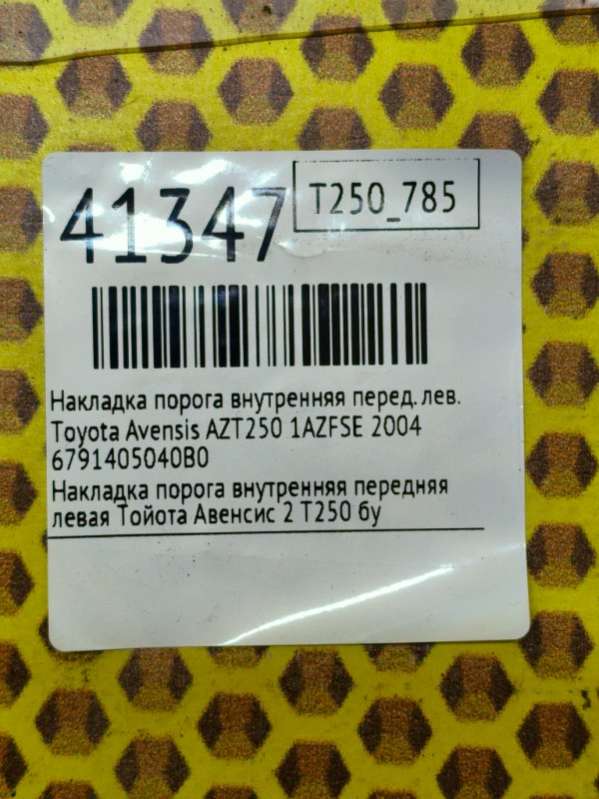 41347
T250_785
Накладка порога внутренняя перед. лев.
Toyota Avensis AZT250 1AZFSE 2004
6791405040B0
Накладка порога внутренняя передняя
левая Тойота Авенсис 2 Т250 бу